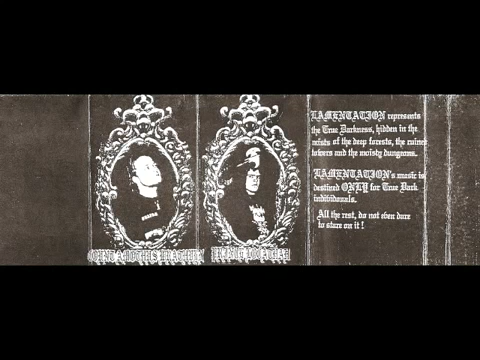 LAMENTATION represents
the True Darkness, hidden in the
of the deep forests, the ruined
towers and the moisdy dungeons..
LAMENTATION's music is
destined ONLY for True Dark
individuals.
All the rest, do not even dare
to stare on it!
COUNT